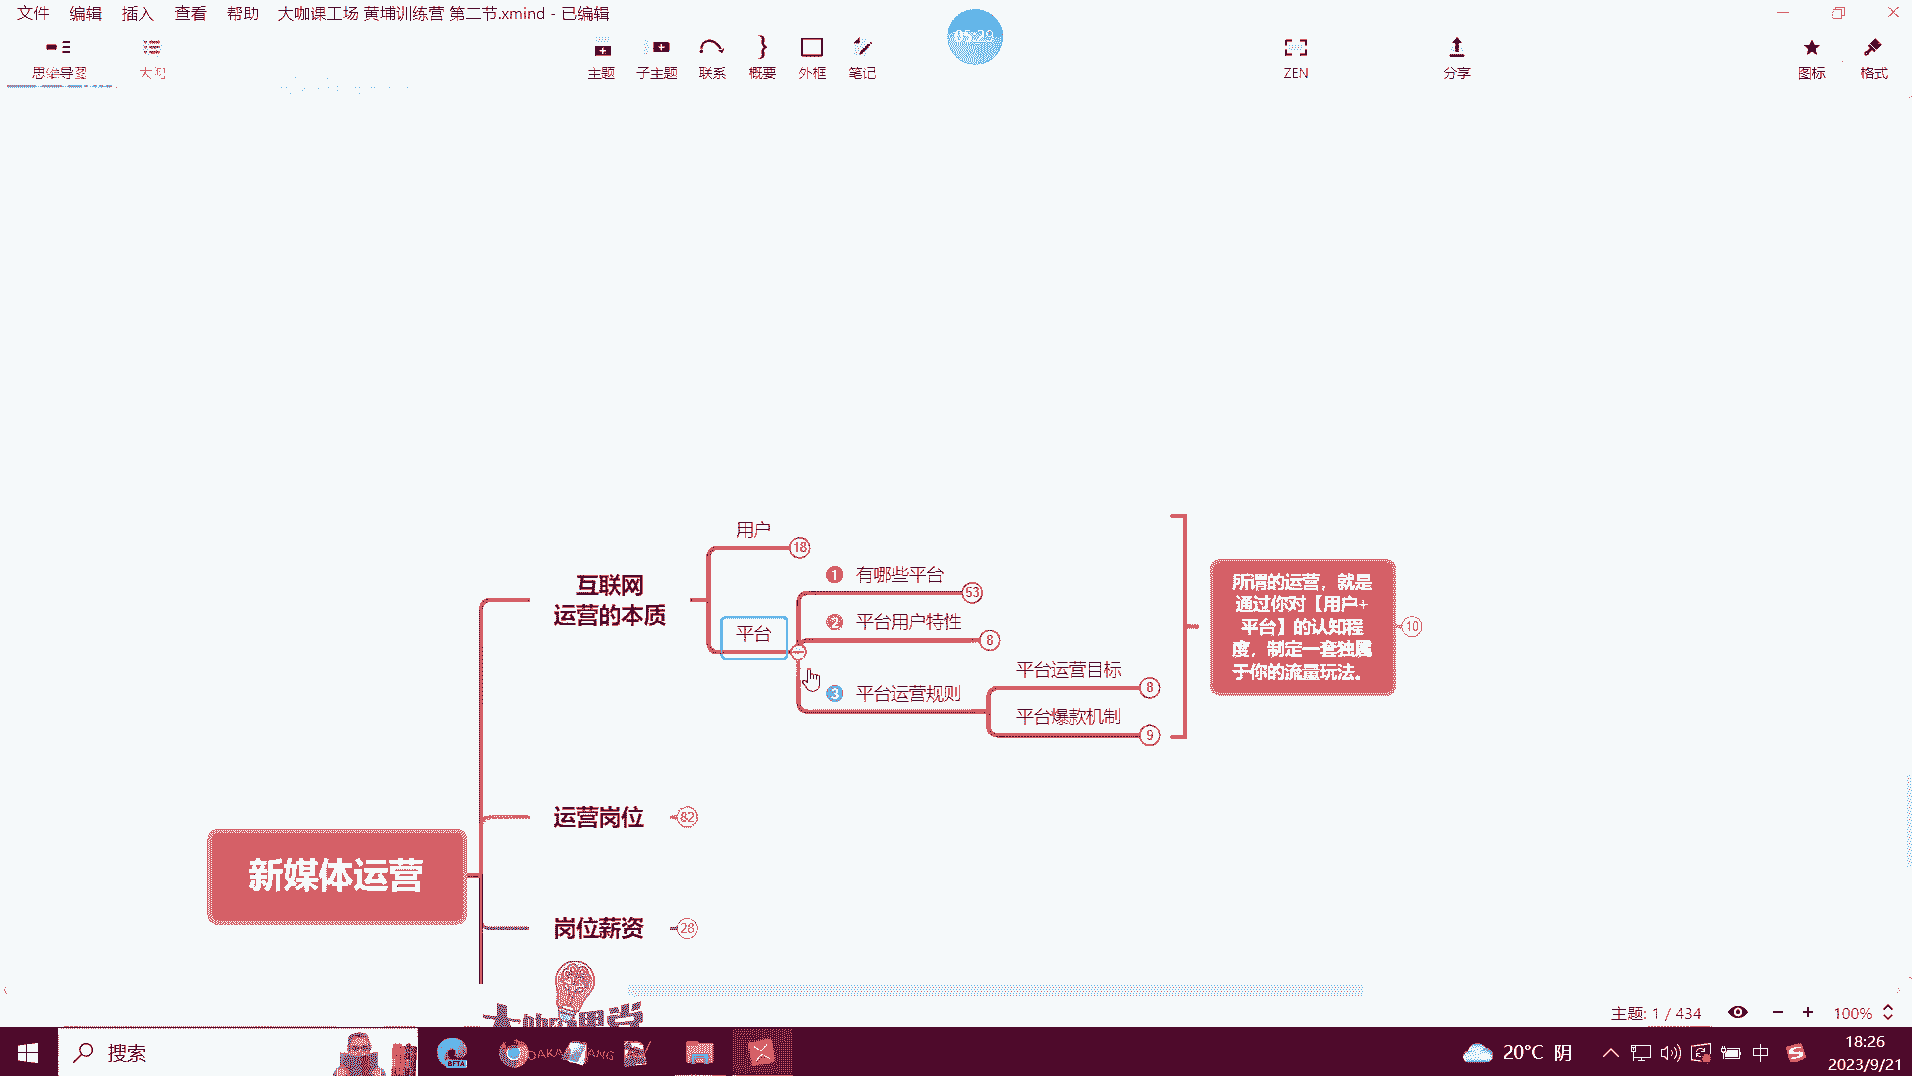 文件 编辑 插入 查看 帮助 大咖课工场 黄埔训练营 第二节.xmind - 已编辑
05:29
思维导图 大纲 主题 子主题 联系 概要 外框 笔记 ZEN 分享 图标 格式
用户
18
1 有哪些平台
53
2 平台用户特性
8
互联网
运营的本质
平台
3 平台运营规则
平台运营目标
8
平台爆款机制
9
所谓的运营，就是
通过你对【用户+
平台】的认知程
度，制定一套独属
于你的流量玩法。
10
运营岗位
82
新媒体运营
岗位薪资
28
大咖课堂
主题: 1 / 434 100%
搜索
20°C 阴
中
18:26
2023/9/21